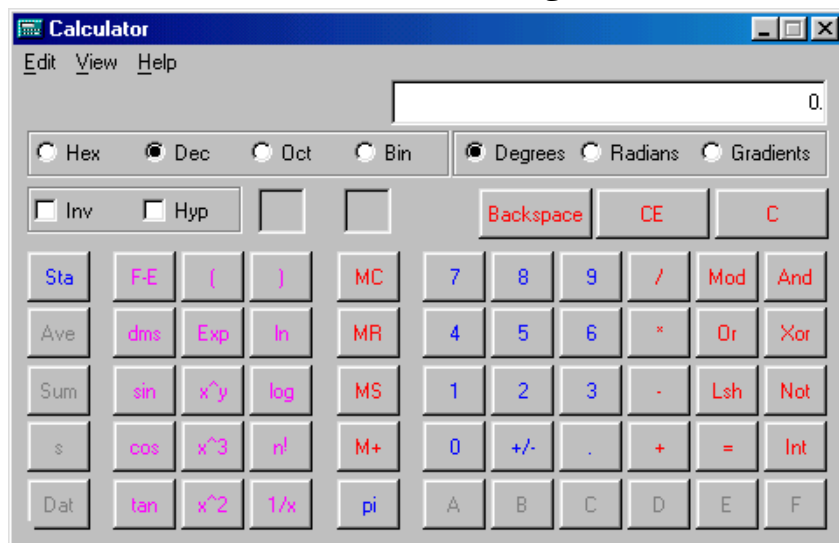 Calculator
Edit View Help
0.
Hex Dec Oct Bin Degrees Radians Gradients
Inv Hyp Backspace CE C
Sta F-E ( ) MC 7 8 9 / Mod And
Ave dms Exp ln MR 4 5 6 * Or Xor
Sum sin x^y log MS 1 2 3 - Lsh Not
s cos x^3 n! M+ 0 +/- . + = Int
Dat tan x^2 1/x pi A B C D E F